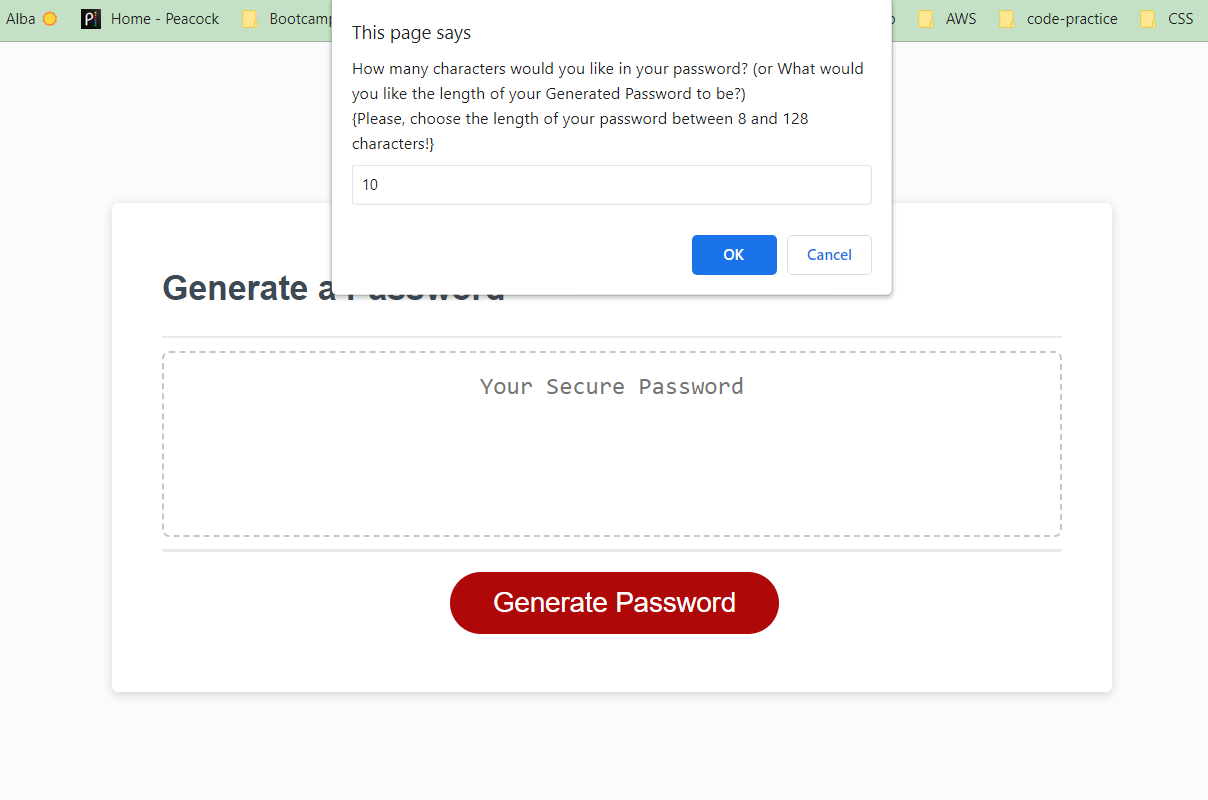 Alba Home - Peacock Bootcamp AWS code-practice CSS
This page says
How many characters would you like in your password? (or What would
you like the length of your Generated Password to be?)
{Please, choose the length of your password between 8 and 128
characters!}
10
OK Cancel
Generate a Password
Your Secure Password
Generate Password